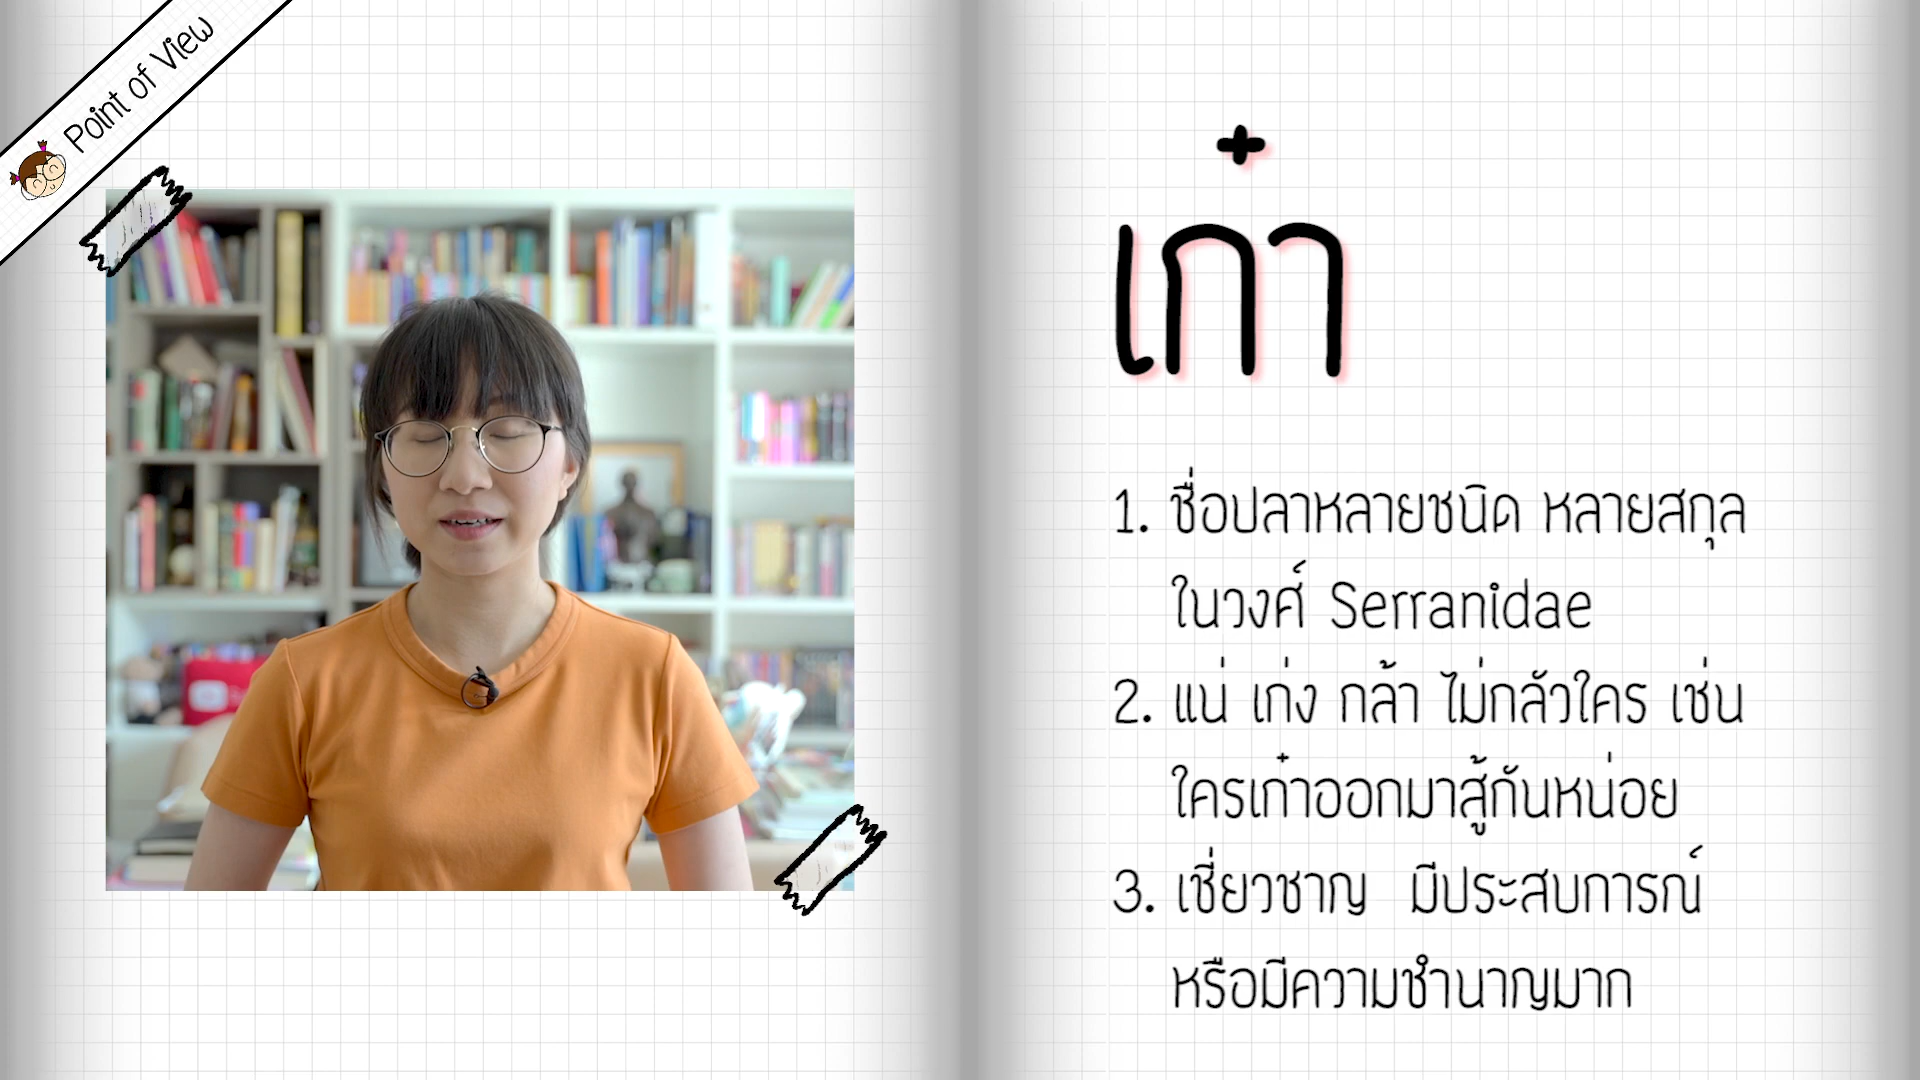 Point of View
เก๋า
1. ชื่อปลาหลายชนิด หลายสกุล
ในวงศ์ Serranidae
2. แน่ เก่ง กล้า ไม่กลัวใคร เช่น
ใครเก๋าออกมาสู้กันหน่อย
3. เชี่ยวชาญ มีประสบการณ์
หรือมีความชำนาญมาก